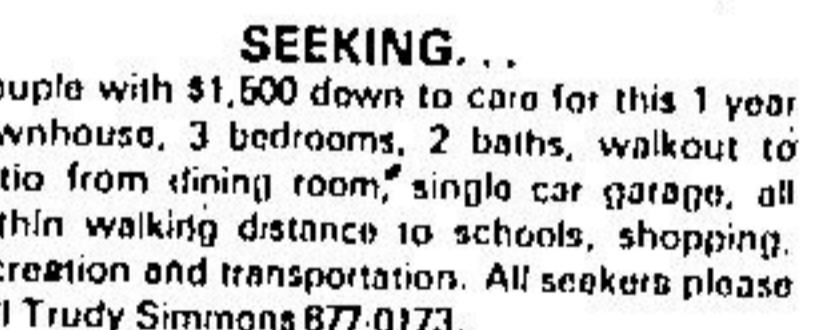 SEEKING...
ouple with $1,500 down to care for this 1 year
wnhouse, 3 bedrooms, 2 baths, walkout to
tio from dining room, single car garage, all
thin walking distance to schools, shopping,
creation and transportation. All seekers please
l Trudy Simmons 877-0173.